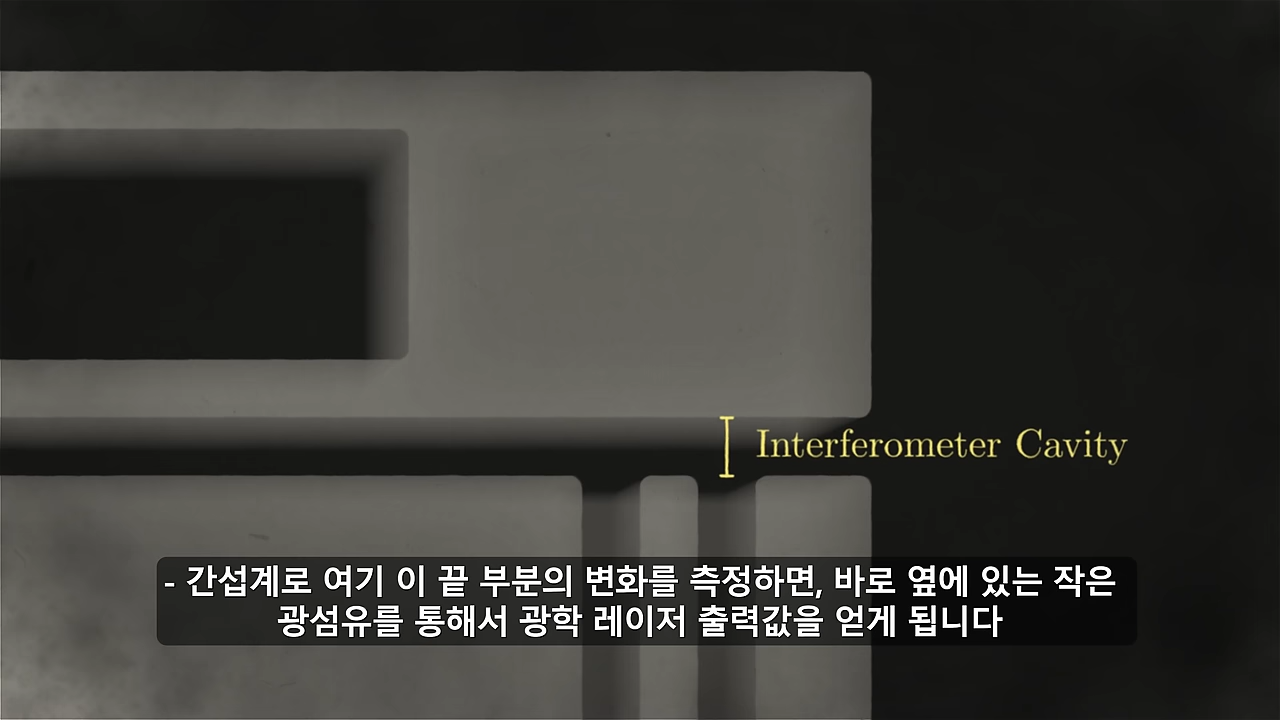 Interferometer Cavity
- 간섭계로 여기 이 끝 부분의 변화를 측정하면, 바로 옆에 있는 작은
광섬유를 통해서 광학 레이저 출력값을 얻게 됩니다